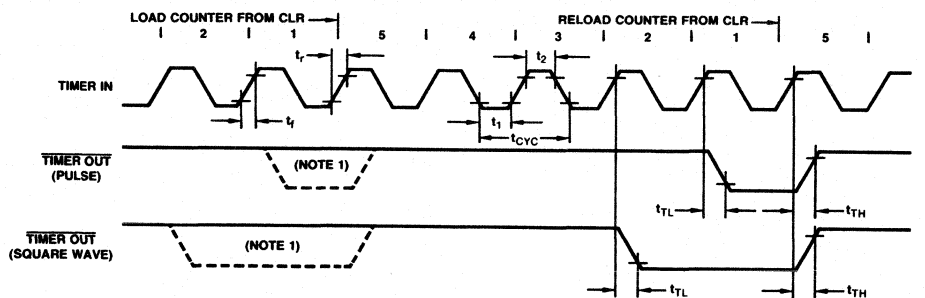 LOAD COUNTER FROM CLR
RELOAD COUNTER FROM CLR
2 1 5 4 3 2 1 5
tr
t2
TIMER IN
tf
t1
tCYC
TIMER OUT
(PULSE)
(NOTE 1)
tTL
tTH
TIMER OUT
(SQUARE WAVE)
(NOTE 1)
tTL
tTH